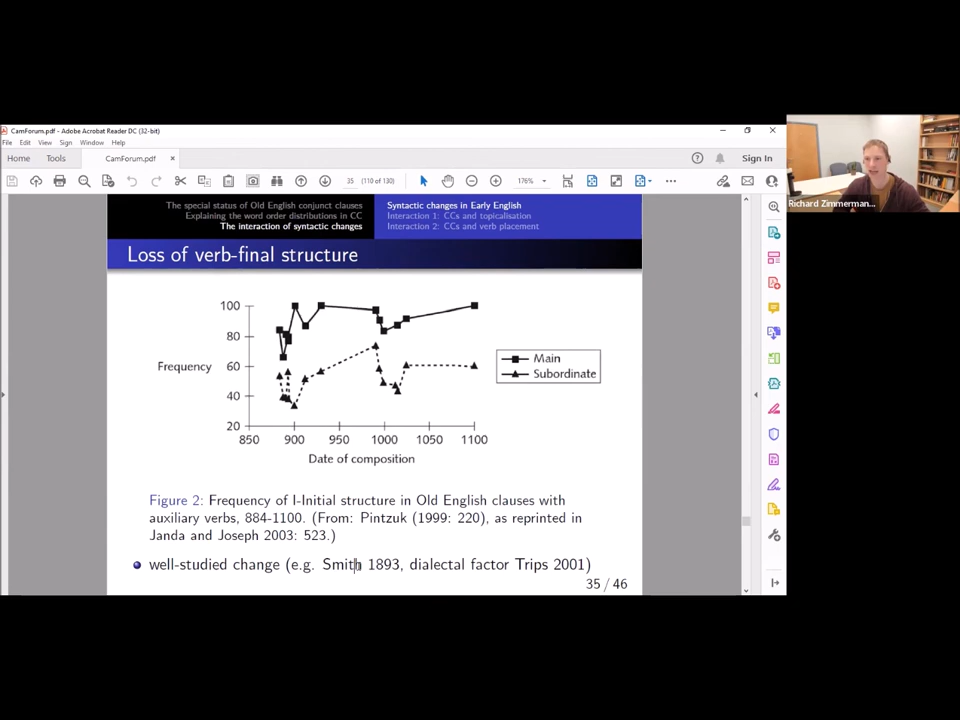 CamForum.pdf - Adobe Acrobat Reader DC (32-bit)
File Edit View Sign Window Help
Home Tools CamForum.pdf × Sign In
35 (110 of 130) 176%
The special status of Old English conjunct clauses
Explaining the word order distributions in CC
The interaction of syntactic changes
Syntactic changes in Early English
Interaction 1: CCs and topicalisation
Interaction 2: CCs and verb placement
Loss of verb-final structure
100
80
60
40
20
Frequency
850 900 950 1000 1050 1100
Date of composition
Main
Subordinate
Figure 2: Frequency of I-Initial structure in Old English clauses with
auxiliary verbs, 884-1100. (From: Pintzuk (1999: 220), as reprinted in
Janda and Joseph 2003: 523.)
well-studied change (e.g. Smith 1893, dialectal factor Trips 2001)
35 / 46
Richard Zimmerman...